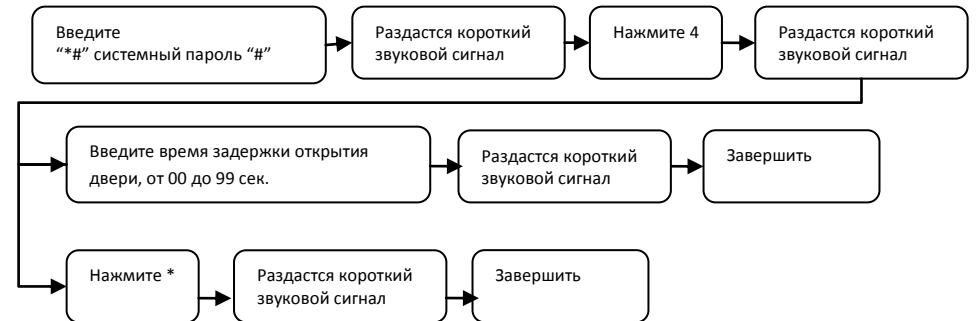 Введите
“*#” системный пароль “#”
Раздастся короткий
звуковой сигнал
Нажмите 4
Раздастся короткий
звуковой сигнал
Введите время задержки открытия
двери, от 00 до 99 сек.
Раздастся короткий
звуковой сигнал
Завершить
Нажмите *
Раздастся короткий
звуковой сигнал
Завершить